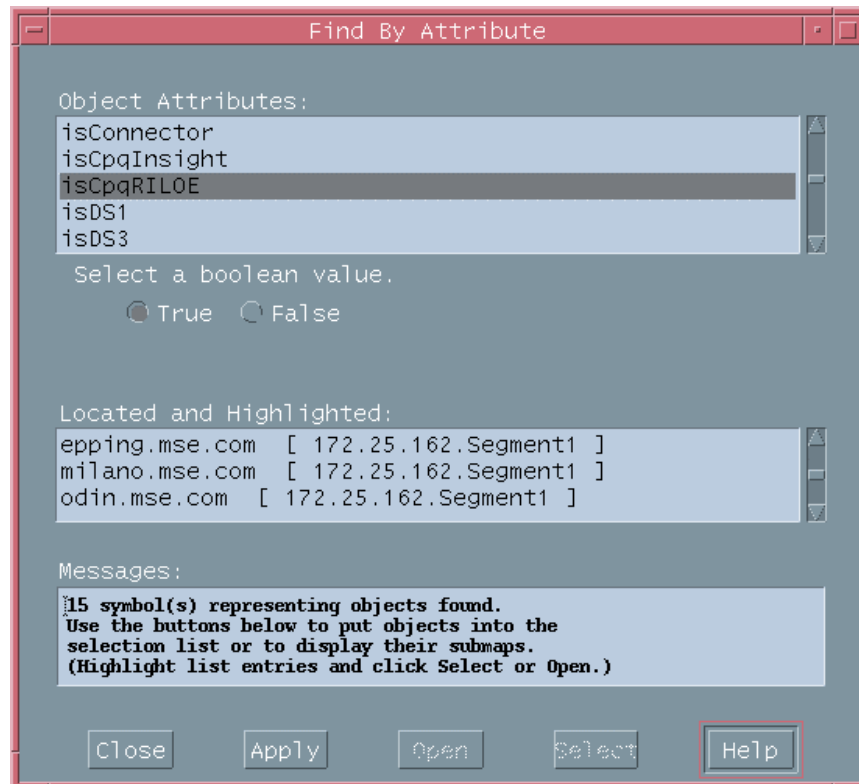 Find By Attribute
Object Attributes:
isConnector
isCpqInsight
isCpqRILOE
isDS1
isDS3
Select a boolean value.
True False
Located and Highlighted:
epping.mse.com [ 172.25.162.Segment1 ]
milano.mse.com [ 172.25.162.Segment1 ]
odin.mse.com [ 172.25.162.Segment1 ]
Messages:
15 symbol(s) representing objects found.
Use the buttons below to put objects into the
selection list or to display their submaps.
(Highlight list entries and click Select or Open.)
Close Apply Open Select Help